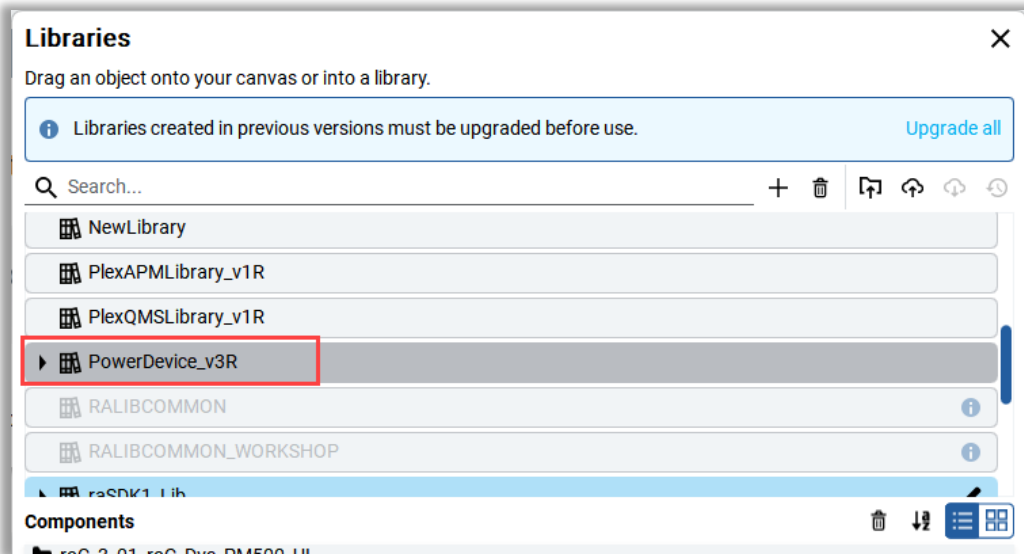 Libraries
Drag an object onto your canvas or into a library.
Libraries created in previous versions must be upgraded before use. Upgrade all
Search...
NewLibrary
PlexAPMLibrary_v1R
PlexQMSLibrary_v1R
PowerDevice_v3R
RALIBCOMMON
RALIBCOMMON_WORKSHOP
raSDK1_Lib
Components